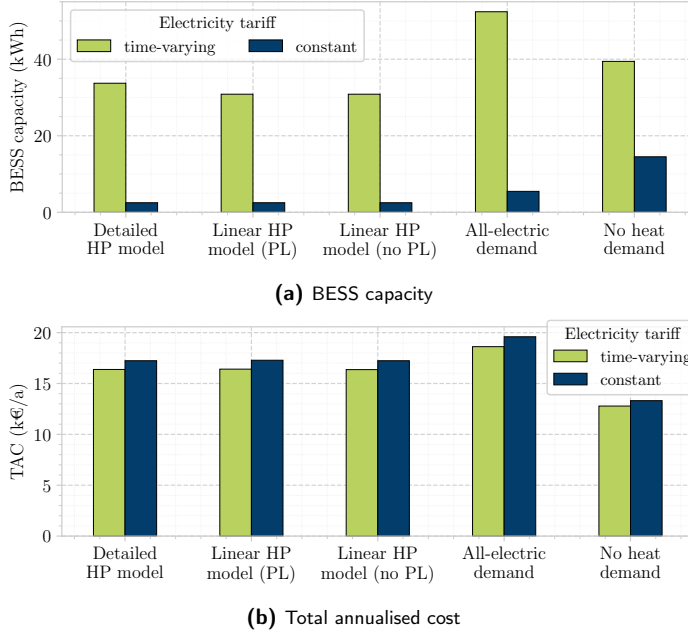 Electricity tariff
time-varying constant
BESS capacity (kWh)
40
20
0
Detailed HP model
Linear HP model (PL)
Linear HP model (no PL)
All-electric demand
No heat demand
(a) BESS capacity
Electricity tariff
time-varying
constant
TAC (k€/a)
20
15
10
5
0
Detailed HP model
Linear HP model (PL)
Linear HP model (no PL)
All-electric demand
No heat demand
(b) Total annualised cost